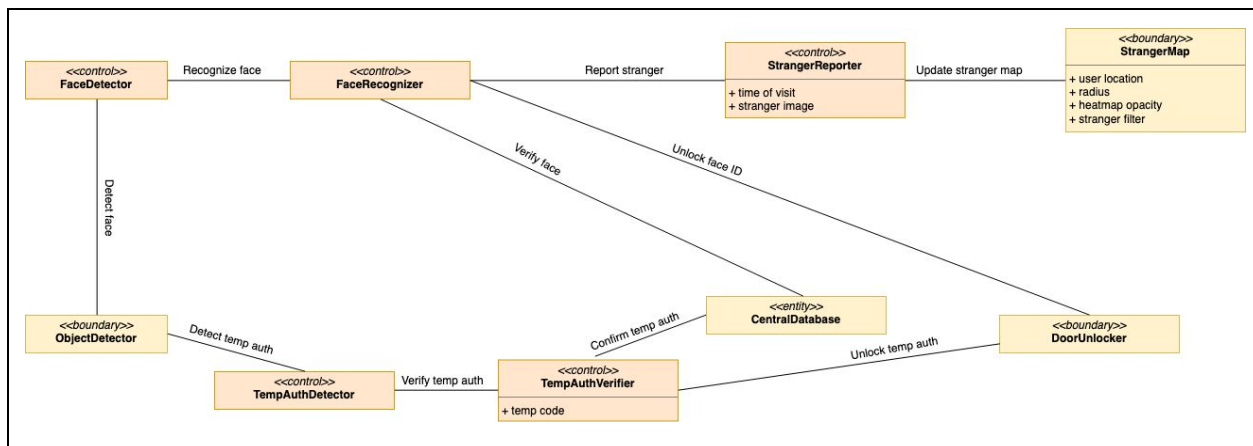 <<control>>
FaceDetector
Recognize face
<<control>>
FaceRecognizer
Report stranger
<<control>>
StrangerReporter
+ time of visit
+ stranger image
Update stranger map
<<boundary>>
StrangerMap
+ user location
+ radius
+ heatmap opacity
+ stranger filter
Detect face
Verify face
Unlock face ID
<<boundary>>
ObjectDetector
Detect temp auth
<<control>>
TempAuthDetector
Verify temp auth
<<control>>
TempAuthVerifier
+ temp code
Confirm temp auth
<<entity>>
CentralDatabase
Unlock temp auth
<<boundary>>
DoorUnlocker